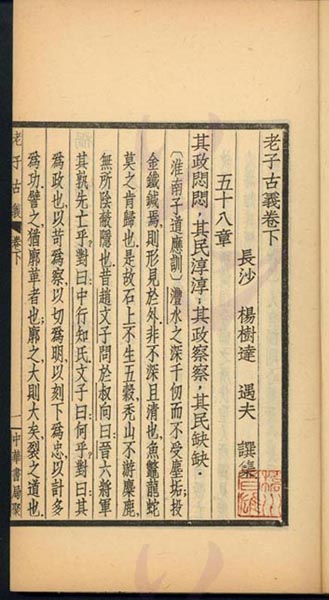 老子古義卷下
長沙 楊樹達 遇夫 譔集
五十八章
其政悶悶，其民淳淳；其政察察，其民缺缺．
〔淮南子道應訓〕灃水之深千仞而不受塵垢，投
金鐵鍼焉，則形見於外．非不深且清也，魚鼈龍蛇
莫之肯歸也．是故石上不生五穀，禿山不游麋鹿，
無所陰蔽隱也．昔趙文子問於叔向曰：晉六將軍
其孰先亡乎？對曰：中行知氏．文子曰：何乎？對曰：其
為政也，以苛為察，以切為明，以刻下為忠，以計多
為功．譬之猶廓革者也，廓之，大則大矣，裂之道也．
老子古義 卷下
一 中華書局聚